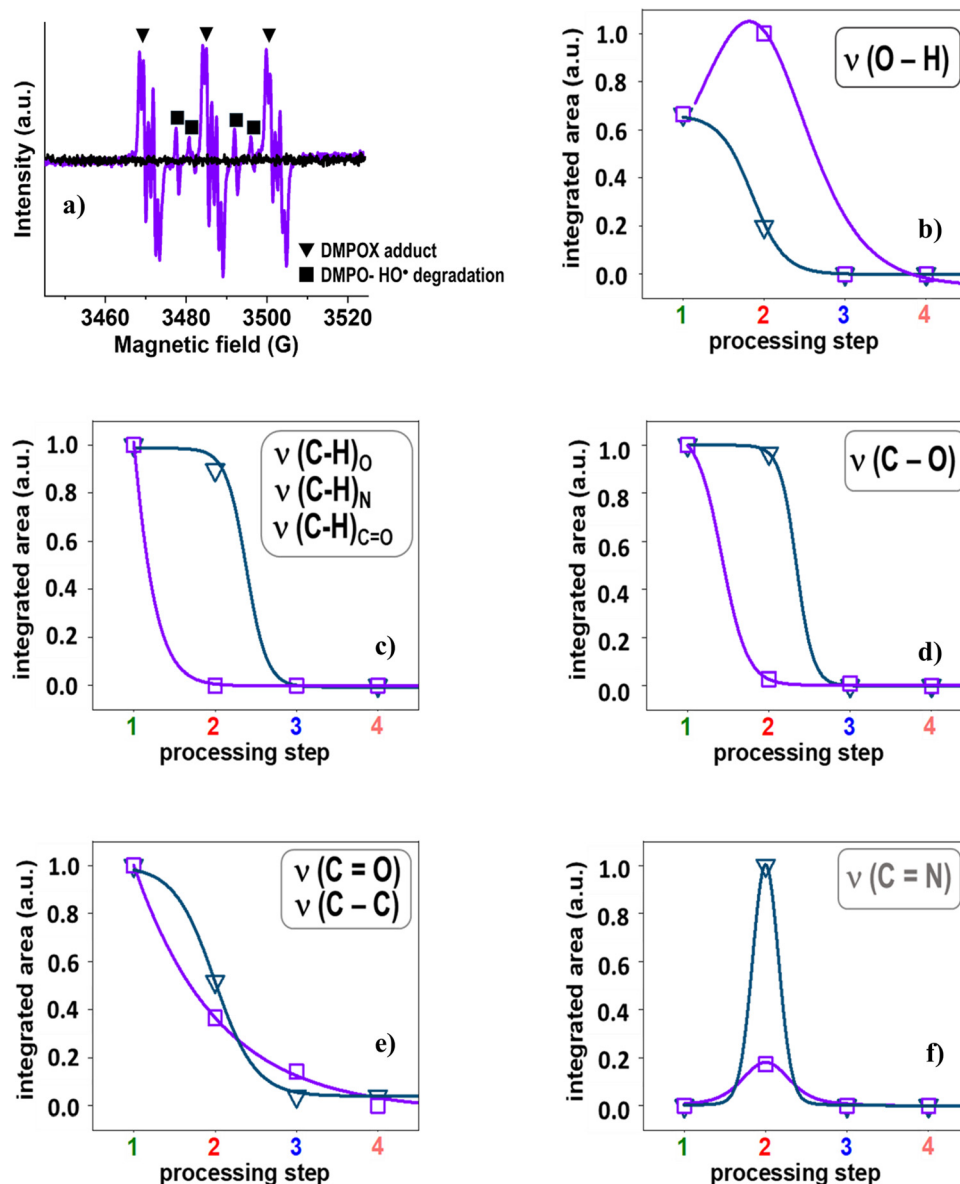 Intensity (a.u.)
a)
▼ DMPOX adduct
■ DMPO- HO• degradation
3460 3480 3500 3520
Magnetic field (G)
integrated area (a.u.)
1.0
0.8
0.6
0.4
0.2
0.0
ν (O – H)
b)
1 2 3 4
processing step
integrated area (a.u.)
1.0
0.8
0.6
0.4
0.2
0.0
ν (C-H)O
ν (C-H)N
ν (C-H)C=O
c)
1 2 3 4
processing step
integrated area (a.u.)
1.0
0.8
0.6
0.4
0.2
0.0
ν (C – O)
d)
1 2 3 4
processing step
integrated area (a.u.)
1.0
0.8
0.6
0.4
0.2
0.0
ν (C = O)
ν (C – C)
e)
1 2 3 4
processing step
integrated area (a.u.)
1.0
0.8
0.6
0.4
0.2
0.0
ν (C = N)
f)
1 2 3 4
processing step